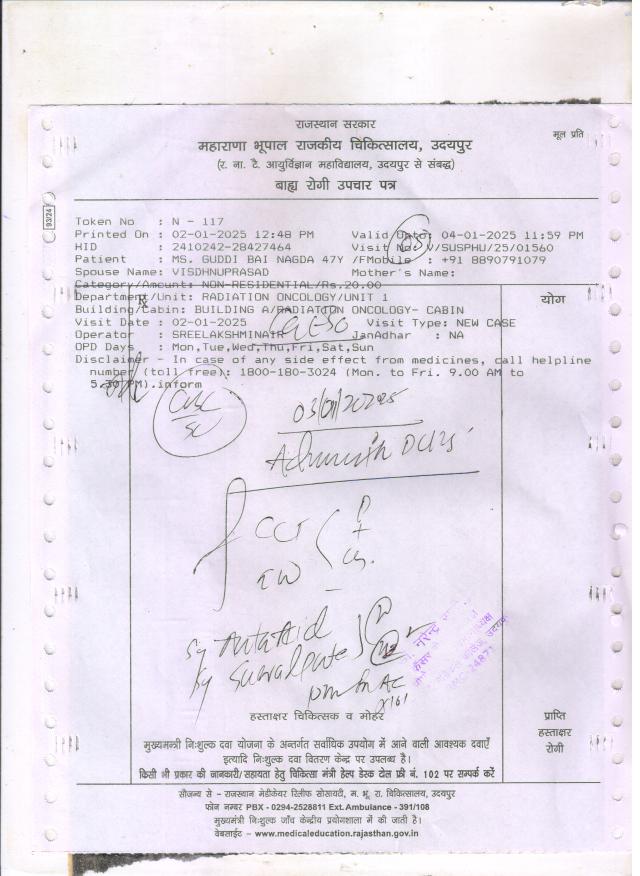 राजस्थान सरकार
मूल प्रति
महाराणा भूपाल राजकीय चिकित्सालय, उदयपुर
(र. ना. टै. आयुर्विज्ञान महाविद्यालय, उदयपुर से संबद्ध)
बाह्य रोगी उपचार पत्र
93/24
Token No : N - 117
Printed On : 02-01-2025 12:48 PM Valid Upto: 04-01-2025 11:59 PM
HID : 2410242-28427464 Visit No: V/SUSPHU/25/01560
Patient : MS. GUDDI BAI NAGDA 47Y /F Mobile : +91 8890791079
Spouse Name: VISDHNUPRASAD Mother's Name:
Category/Amount: NON-RESIDENTIAL/Rs.20.00
Department/Unit: RADIATION ONCOLOGY/UNIT 1
योग
Building/Cabin: BUILDING A/RADIATION ONCOLOGY- CABIN
Visit Date : 02-01-2025 Visit Type: NEW CASE
Operator : SREELAKSHMINAIR JanAdhar : NA
OPD Days : Mon,Tue,Wed,Thu,Fri,Sat,Sun
Disclaimer - In case of any side effect from medicines, call helpline
number (toll free): 1800-180-3024 (Mon. to Fri. 9.00 AM to
5.30 PM).inform
Ca ESO
03/01/2025
CCT
हस्ताक्षर चिकित्सक व मोहर
प्राप्ति
हस्ताक्षर
रोगी
मुख्यमन्त्री निःशुल्क दवा योजना के अन्तर्गत सर्वाधिक उपयोग में आने वाली आवश्यक दवाएँ
इत्यादि निःशुल्क दवा वितरण केन्द्र पर उपलब्ध है।
किसी भी प्रकार की जानकारी/सहायता हेतु चिकित्सा मंत्री हेल्प डेस्क टोल फ्री नं. 102 पर सम्पर्क करें
सौजन्य से - राजस्थान मेडीकेयर रिलीफ सोसायटी, म. भू. रा. चिकित्सालय, उदयपुर
फोन नम्बर PBX - 0294-2528811 Ext. Ambulance - 391/108
मुख्यमंत्री निःशुल्क जाँच केन्द्रीय प्रयोगशाला में की जाती है।
वेबसाईट - www.medicaleducation.rajasthan.gov.in